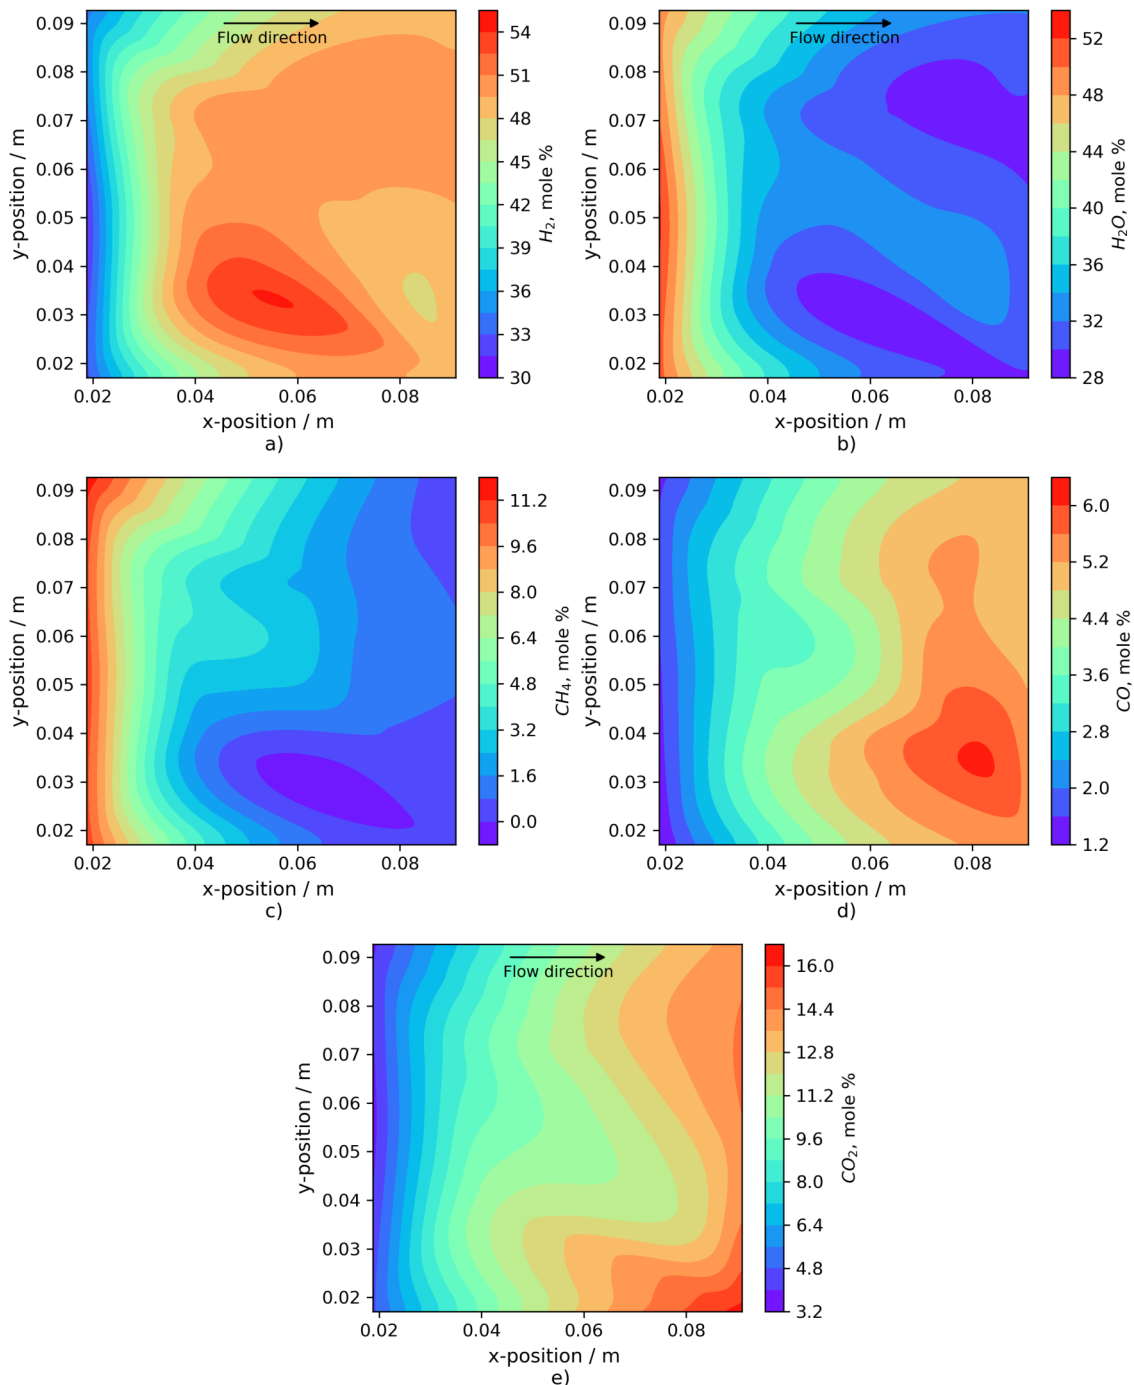 Flow direction
0.09
0.08
0.07
0.06
0.05
0.04
0.03
0.02
y-position / m
0.02 0.04 0.06 0.08
x-position / m
a)
54
51
48
45
42
39
36
33
30
H₂, mole %
Flow direction
0.09
0.08
0.07
0.06
0.05
0.04
0.03
0.02
y-position / m
0.02 0.04 0.06 0.08
x-position / m
b)
52
48
44
40
36
32
28
H₂O, mole %
0.09
0.08
0.07
0.06
0.05
0.04
0.03
0.02
y-position / m
0.02 0.04 0.06 0.08
x-position / m
c)
11.2
9.6
8.0
6.4
4.8
3.2
1.6
0.0
CH₄, mole %
0.09
0.08
0.07
0.06
0.05
0.04
0.03
0.02
y-position / m
0.02 0.04 0.06 0.08
x-position / m
d)
6.0
5.2
4.4
3.6
2.8
2.0
1.2
CO, mole %
Flow direction
0.09
0.08
0.07
0.06
0.05
0.04
0.03
0.02
y-position / m
0.02 0.04 0.06 0.08
x-position / m
e)
16.0
14.4
12.8
11.2
9.6
8.0
6.4
4.8
3.2
CO₂, mole %